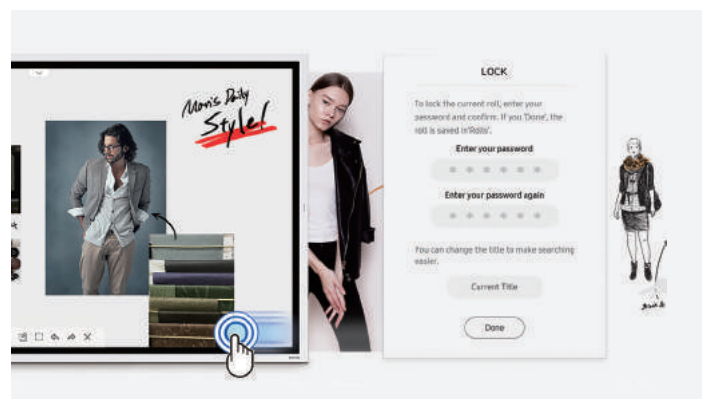 Men's Daily
Style!
LOCK
To lock the current roll, enter your
password and confirm. If you 'Done', the
roll is saved in 'Rolls'.
Enter your password
Enter your password again
You can change the title to make searching
easier.
Current Title
Done